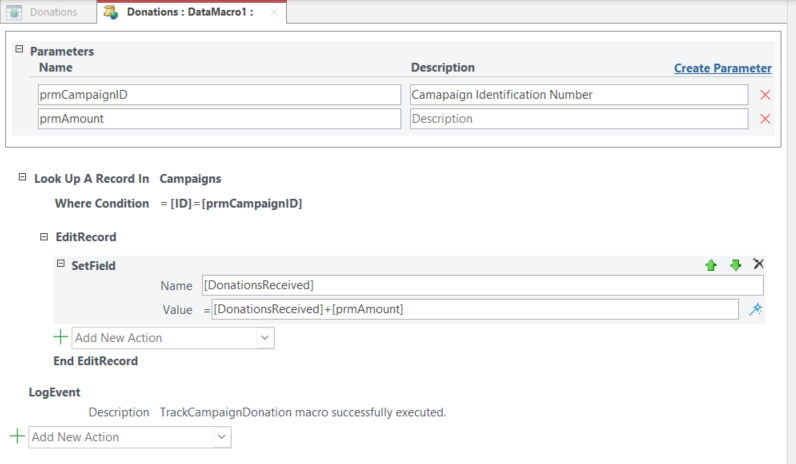 Donations
Donations : DataMacro1 :
Parameters
Name Description Create Parameter
prmCampaignID Camapaign Identification Number
prmAmount Description
Look Up A Record In Campaigns
Where Condition = [ID]=[prmCampaignID]
EditRecord
SetField
Name [DonationsReceived]
Value = [DonationsReceived]+[prmAmount]
Add New Action
End EditRecord
LogEvent
Description TrackCampaignDonation macro successfully executed.
Add New Action